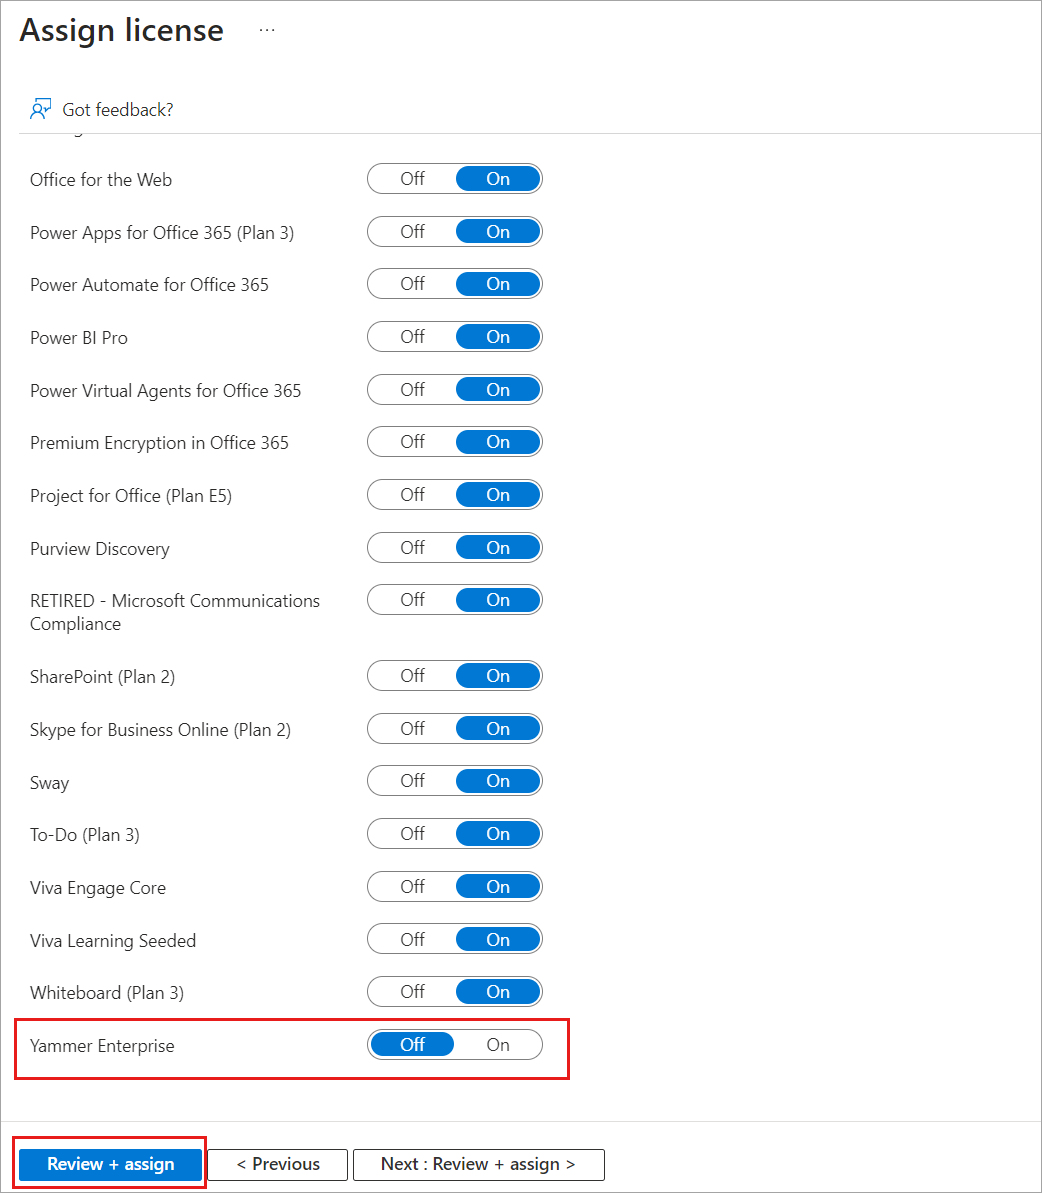 Assign license ...
Got feedback?
Office for the Web Off On
Power Apps for Office 365 (Plan 3) Off On
Power Automate for Office 365 Off On
Power BI Pro Off On
Power Virtual Agents for Office 365 Off On
Premium Encryption in Office 365 Off On
Project for Office (Plan E5) Off On
Purview Discovery Off On
RETIRED - Microsoft Communications Off On
Compliance
SharePoint (Plan 2) Off On
Skype for Business Online (Plan 2) Off On
Sway Off On
To-Do (Plan 3) Off On
Viva Engage Core Off On
Viva Learning Seeded Off On
Whiteboard (Plan 3) Off On
Yammer Enterprise Off On
Review + assign < Previous Next : Review + assign >